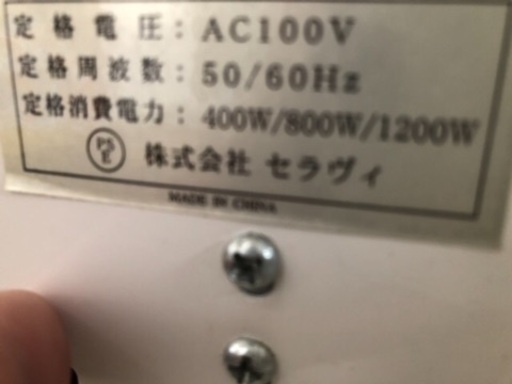 定格電圧：AC100V
定格周波数：50/60Hz
定格消費電力：400W/800W/1200W
PSE 株式会社 セラヴィ
MADE IN CHINA